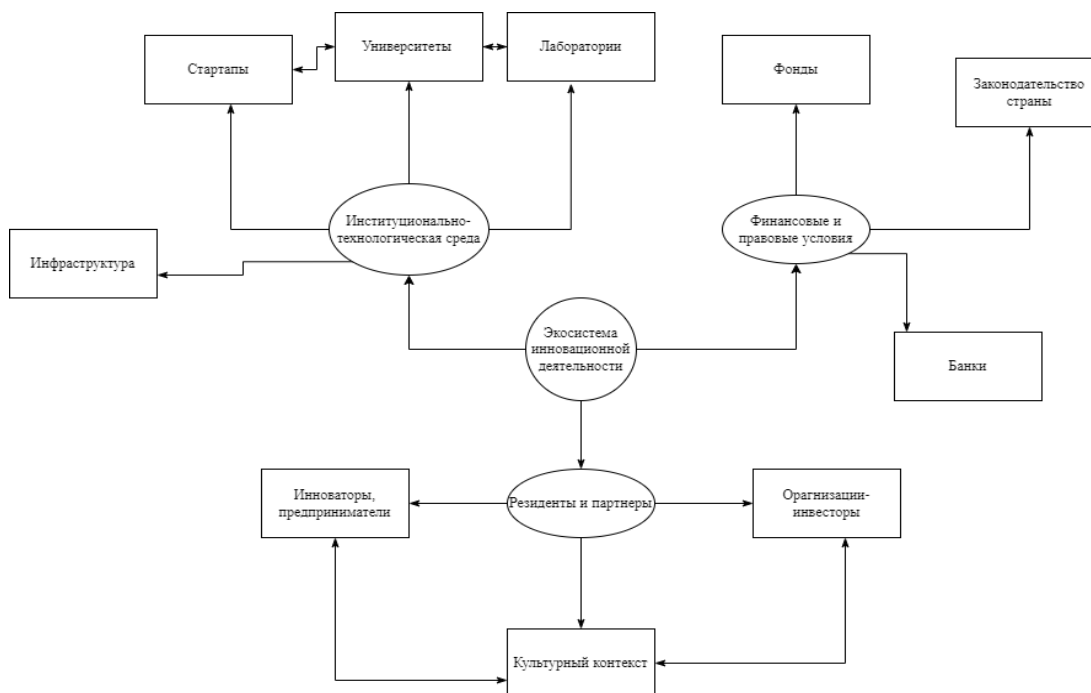 Университеты
Лаборатории
Стартапы
Фонды
Законодательство
страны
Институционально-
технологическая среда
Финансовые и
правовые условия
Инфраструктура
Экосистема
инновационной
деятельности
Банки
Инноваторы,
предприниматели
Резиденты и партнеры
Орагнизации-
инвесторы
Культурный контекст